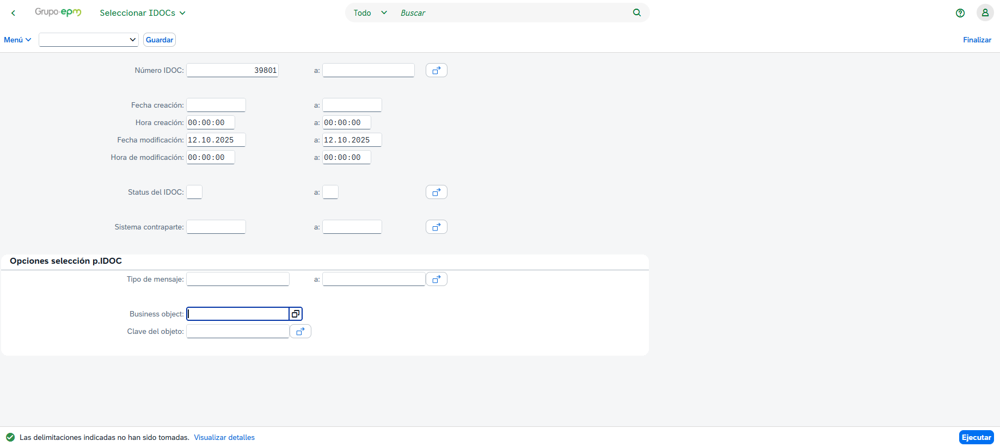 Grupo·epm
Seleccionar IDOCs
Todo
Buscar
Menú
Guardar
Finalizar
Número IDOC: 39801 a:
Fecha creación: a:
Hora creación: 00:00:00 a: 00:00:00
Fecha modificación: 12.10.2025 a: 12.10.2025
Hora de modificación: 00:00:00 a: 00:00:00
Status del IDOC: a:
Sistema contraparte: a:
Opciones selección p.IDOC
Tipo de mensaje: a:
Business object:
Clave del objeto:
Las delimitaciones indicadas no han sido tomadas. Visualizar detalles
Ejecutar